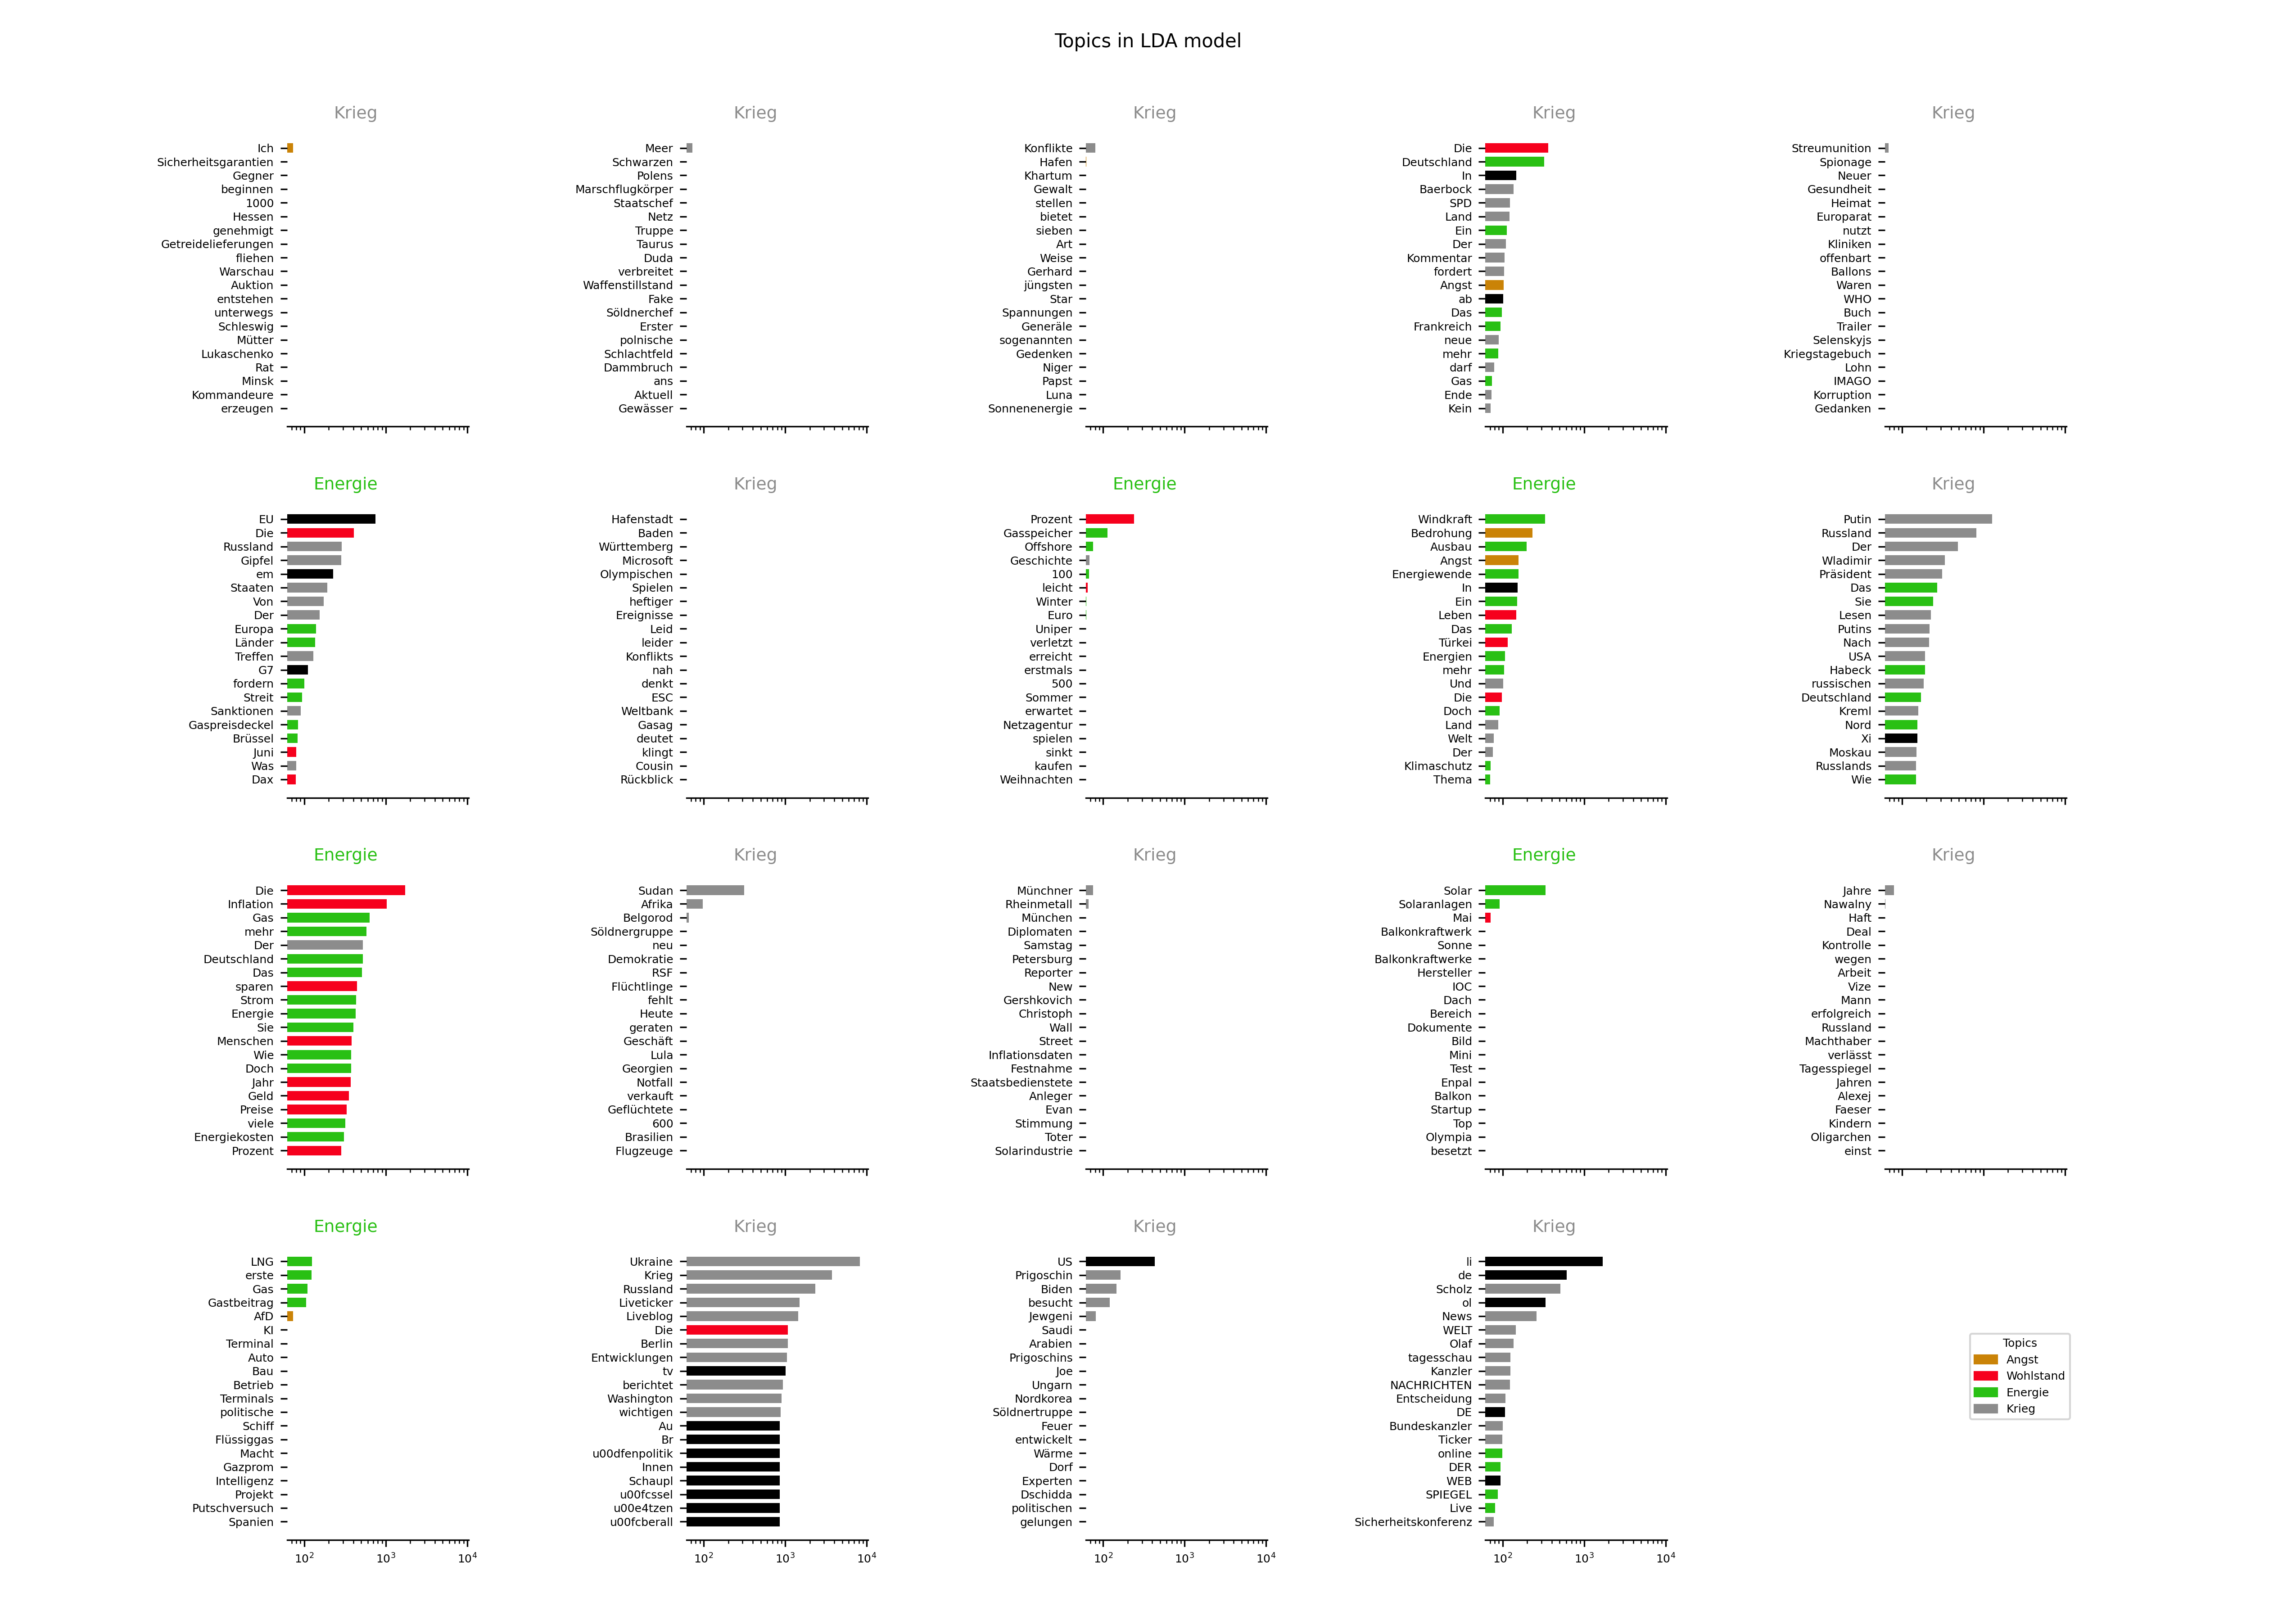 Topics in LDA model
Krieg
Ich
Sicherheitsgarantien
Gegner
beginnen
1000
Hessen
genehmigt
Getreidelieferungen
fliehen
Warschau
Auktion
entstehen
unterwegs
Schleswig
Mütter
Lukaschenko
Rat
Minsk
Kommandeure
erzeugen
Krieg
Meer
Schwarzen
Polens
Marschflugkörper
Staatschef
Netz
Truppe
Taurus
Duda
verbreitet
Waffenstillstand
Fake
Söldnerchef
Erster
polnische
Schlachtfeld
Dammbruch
ans
Aktuell
Gewässer
Krieg
Konflikte
Hafen
Khartum
Gewalt
stellen
bietet
sieben
Art
Weise
Gerhard
jüngsten
Star
Spannungen
Generäle
sogenannten
Gedenken
Niger
Papst
Luna
Sonnenenergie
Krieg
Die
Deutschland
In
Baerbock
SPD
Land
Ein
Der
Kommentar
fordert
Angst
ab
Das
Frankreich
neue
mehr
darf
Gas
Ende
Kein
Krieg
Streumunition
Spionage
Neuer
Gesundheit
Heimat
Europarat
nutzt
Kliniken
offenbart
Ballons
Waren
WHO
Buch
Trailer
Selenskyjs
Kriegstagebuch
Lohn
IMAGO
Korruption
Gedanken
Energie
EU
Die
Russland
Gipfel
em
Staaten
Von
Der
Europa
Länder
Treffen
G7
fordern
Streit
Sanktionen
Gaspreisdeckel
Brüssel
Juni
Was
Dax
Krieg
Hafenstadt
Baden
Württemberg
Microsoft
Olympischen
Spielen
heftiger
Ereignisse
Leid
leider
Konflikts
nah
denkt
ESC
Weltbank
Gasag
deutet
klingt
Cousin
Rückblick
Energie
Prozent
Gasspeicher
Offshore
Geschichte
100
leicht
Winter
Euro
Uniper
verletzt
erreicht
erstmals
500
Sommer
erwartet
Netzagentur
spielen
sinkt
kaufen
Weihnachten
Energie
Windkraft
Bedrohung
Ausbau
Angst
Energiewende
In
Ein
Leben
Das
Türkei
Energien
mehr
Und
Die
Doch
Land
Welt
Der
Klimaschutz
Thema
Krieg
Putin
Russland
Der
Wladimir
Präsident
Das
Sie
Lesen
Putins
Nach
USA
Habeck
russischen
Deutschland
Kreml
Nord
Xi
Moskau
Russlands
Wie
Energie
Die
Inflation
Gas
mehr
Der
Deutschland
Das
sparen
Strom
Energie
Sie
Menschen
Wie
Doch
Jahr
Geld
Preise
viele
Energiekosten
Prozent
Krieg
Sudan
Afrika
Belgorod
Söldnergruppe
neu
Demokratie
RSF
Flüchtlinge
fehlt
Heute
geraten
Geschäft
Lula
Georgien
Notfall
verkauft
Geflüchtete
600
Brasilien
Flugzeuge
Krieg
Münchner
Rheinmetall
München
Diplomaten
Samstag
Petersburg
Reporter
New
Gershkovich
Christoph
Wall
Street
Inflationsdaten
Festnahme
Staatsbedienstete
Anleger
Evan
Stimmung
Toter
Solarindustrie
Energie
Solar
Solaranlagen
Mai
Balkonkraftwerk
Sonne
Balkonkraftwerke
Hersteller
IOC
Dach
Bereich
Dokumente
Bild
Mini
Test
Enpal
Balkon
Startup
Top
Olympia
besetzt
Krieg
Jahre
Nawalny
Haft
Deal
Kontrolle
wegen
Arbeit
Vize
Mann
erfolgreich
Russland
Machthaber
verlässt
Tagesspiegel
Jahren
Alexej
Faeser
Kindern
Oligarchen
einst
Energie
LNG
erste
Gas
Gastbeitrag
AfD
KI
Terminal
Auto
Bau
Betrieb
Terminals
politische
Schiff
Flüssiggas
Macht
Gazprom
Intelligenz
Projekt
Putschversuch
Spanien
10² 10³ 10⁴
Krieg
Ukraine
Krieg
Russland
Liveticker
Liveblog
Die
Berlin
Entwicklungen
tv
berichtet
Washington
wichtigen
Au
Br
u00dfenpolitik
Innen
Schaupl
u00fcssel
u00e4tzen
u00fcberall
10² 10³ 10⁴
Krieg
US
Prigoschin
Biden
besucht
Jewgeni
Saudi
Arabien
Prigoschins
Joe
Ungarn
Nordkorea
Söldnertruppe
Feuer
entwickelt
Wärme
Dorf
Experten
Dschidda
politischen
gelungen
10² 10³ 10⁴
Krieg
li
de
Scholz
ol
News
WELT
Olaf
tagesschau
Kanzler
NACHRICHTEN
Entscheidung
DE
Bundeskanzler
Ticker
online
DER
WEB
SPIEGEL
Live
Sicherheitskonferenz
10² 10³ 10⁴
Topics
Angst
Wohlstand
Energie
Krieg